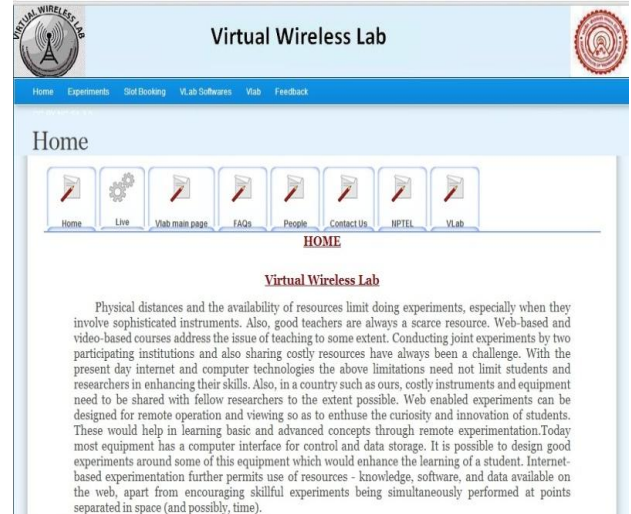 VIRTUAL WIRELESS LAB
Virtual Wireless Lab
Home Experiments Slot Booking VLab Softwares Vlab Feedback
Home
Home Live Vlab main page FAQs People Contact Us NPTEL VLab
HOME
Virtual Wireless Lab
Physical distances and the availability of resources limit doing experiments, especially when they
involve sophisticated instruments. Also, good teachers are always a scarce resource. Web-based and
video-based courses address the issue of teaching to some extent. Conducting joint experiments by two
participating institutions and also sharing costly resources have always been a challenge. With the
present day internet and computer technologies the above limitations need not limit students and
researchers in enhancing their skills. Also, in a country such as ours, costly instruments and equipment
need to be shared with fellow researchers to the extent possible. Web enabled experiments can be
designed for remote operation and viewing so as to enthuse the curiosity and innovation of students.
These would help in learning basic and advanced concepts through remote experimentation.Today
most equipment has a computer interface for control and data storage. It is possible to design good
experiments around some of this equipment which would enhance the learning of a student. Internet-
based experimentation further permits use of resources - knowledge, software, and data available on
the web, apart from encouraging skillful experiments being simultaneously performed at points
separated in space (and possibly, time).